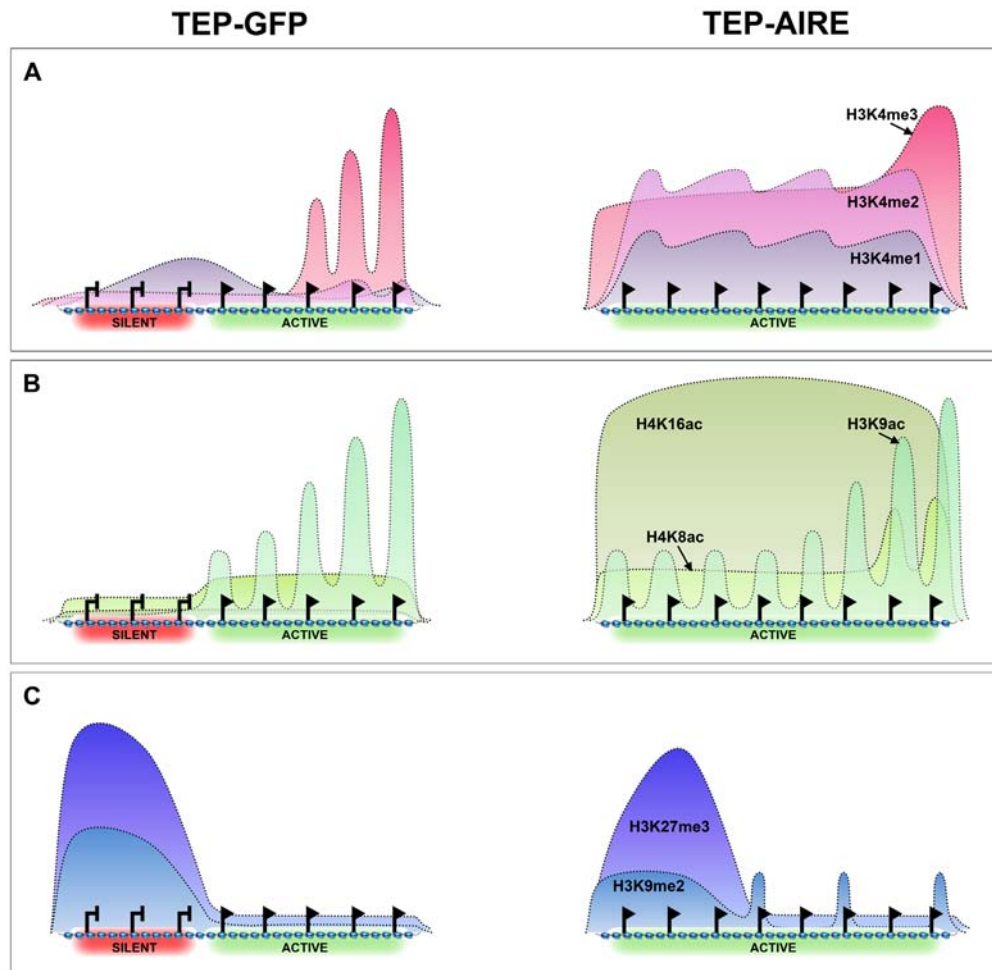 TEP-GFP
TEP-AIRE
A
H3K4me3
H3K4me2
H3K4me1
SILENT
ACTIVE
ACTIVE
B
H4K16ac
H3K9ac
H4K8ac
SILENT
ACTIVE
ACTIVE
C
H3K27me3
H3K9me2
SILENT
ACTIVE
ACTIVE